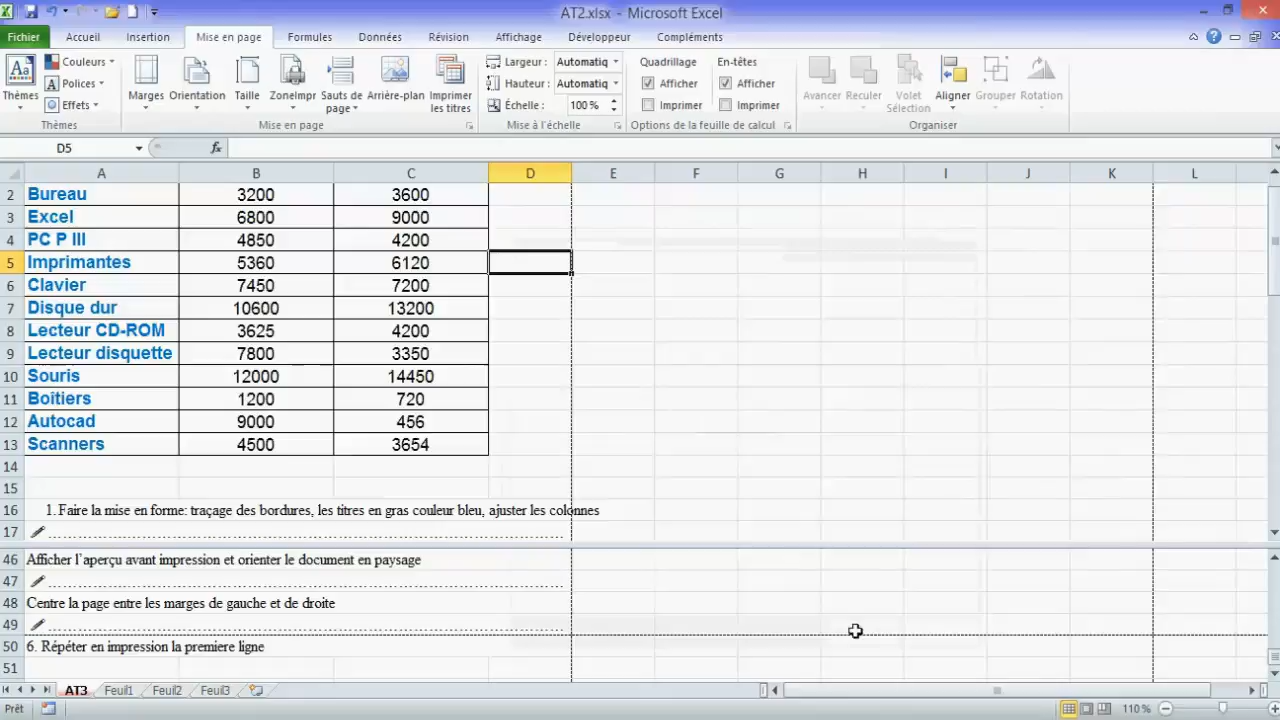 AT2.xlsx - Microsoft Excel
Fichier Accueil Insertion Mise en page Formules Données Révision Affichage Développeur Compléments
Couleurs Largeur : Automatiq Quadrillage En-têtes
Polices Hauteur : Automatiq Afficher Afficher
Effets Échelle : 100 % Imprimer Imprimer
Thèmes Marges Orientation Taille ZoneImpr Sauts de page Arrière-plan Imprimer les titres Avancer Reculer Volet Sélection Aligner Grouper Rotation
Thèmes Mise en page Mise à l'échelle Options de la feuille de calcul Organiser
D5 fx
A B C D E F G H I J K L
2 Bureau 3200 3600
3 Excel 6800 9000
4 PC P III 4850 4200
5 Imprimantes 5360 6120
6 Clavier 7450 7200
7 Disque dur 10600 13200
8 Lecteur CD-ROM 3625 4200
9 Lecteur disquette 7800 3350
10 Souris 12000 14450
11 Boîtiers 1200 720
12 Autocad 9000 456
13 Scanners 4500 3654
14
15
16 1. Faire la mise en forme: traçage des bordures, les titres en gras couleur bleu, ajuster les colonnes
17
46 Afficher l'aperçu avant impression et orienter le document en paysage
47
48 Centre la page entre les marges de gauche et de droite
49
50 6. Répéter en impression la premiere ligne
51
AT3 Feuil1 Feuil2 Feuil3
Prêt 110 %